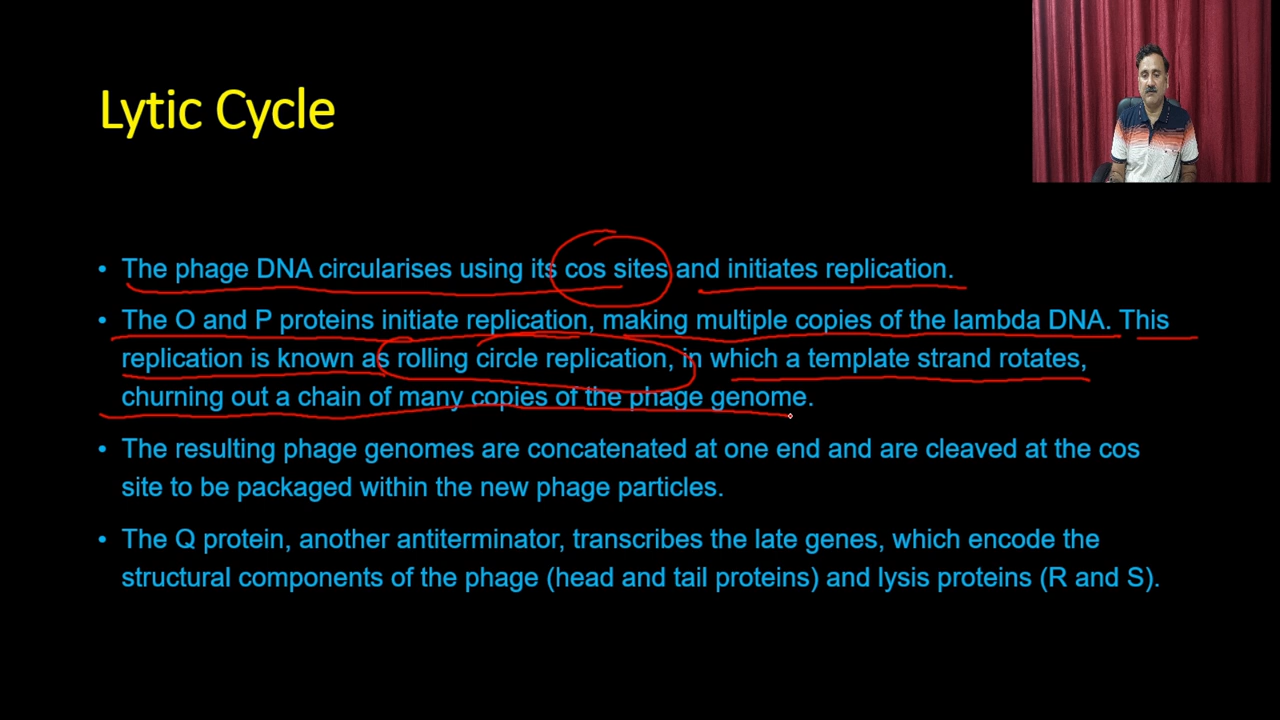 Lytic Cycle
• The phage DNA circularises using its cos sites and initiates replication.
• The O and P proteins initiate replication, making multiple copies of the lambda DNA. This
replication is known as rolling circle replication, in which a template strand rotates,
churning out a chain of many copies of the phage genome.
• The resulting phage genomes are concatenated at one end and are cleaved at the cos
site to be packaged within the new phage particles.
• The Q protein, another antiterminator, transcribes the late genes, which encode the
structural components of the phage (head and tail proteins) and lysis proteins (R and S).